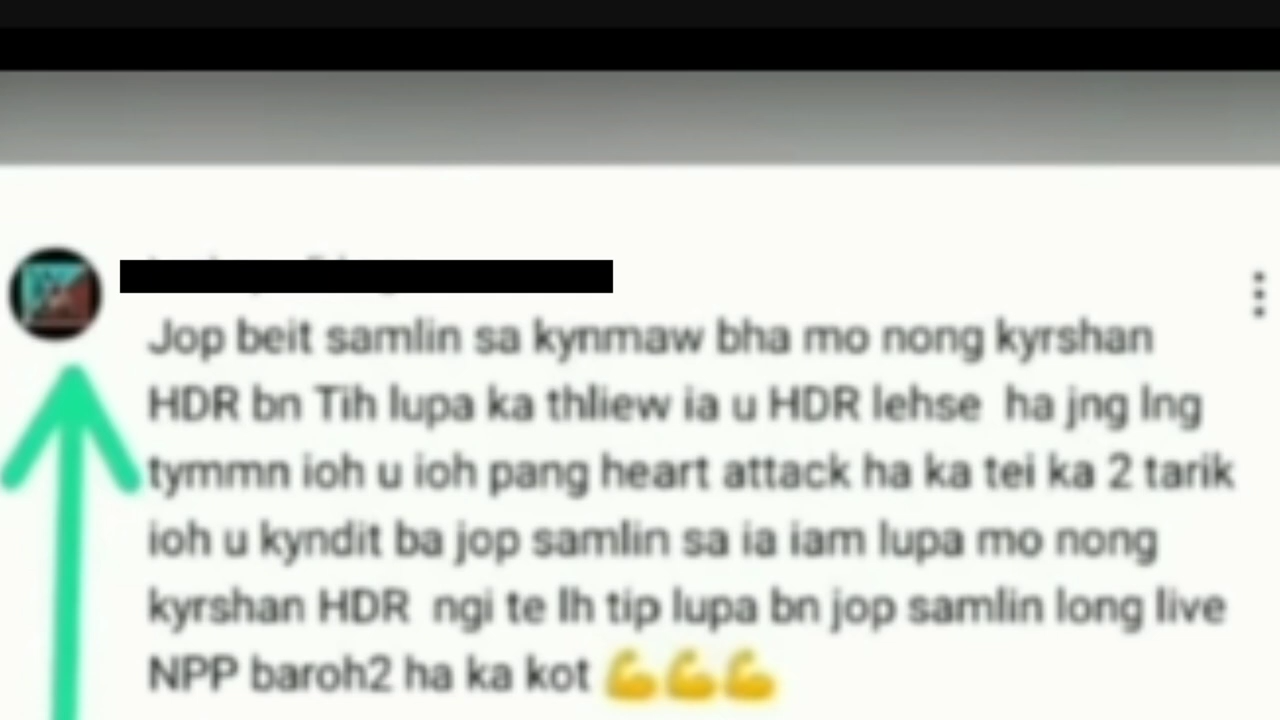 Jop beit samlin sa kynmaw bha mo nong kyrshan
HDR bn Tih lupa ka thliew ia u HDR lehse ha jng lng
tymmn ioh u ioh pang heart attack ha ka tei ka 2 tarik
ioh u kyndit ba jop samlin sa ia iam lupa mo nong
kyrshan HDR ngi te lh tip lupa bn jop samlin long live
NPP baroh2 ha ka kot 💪💪💪